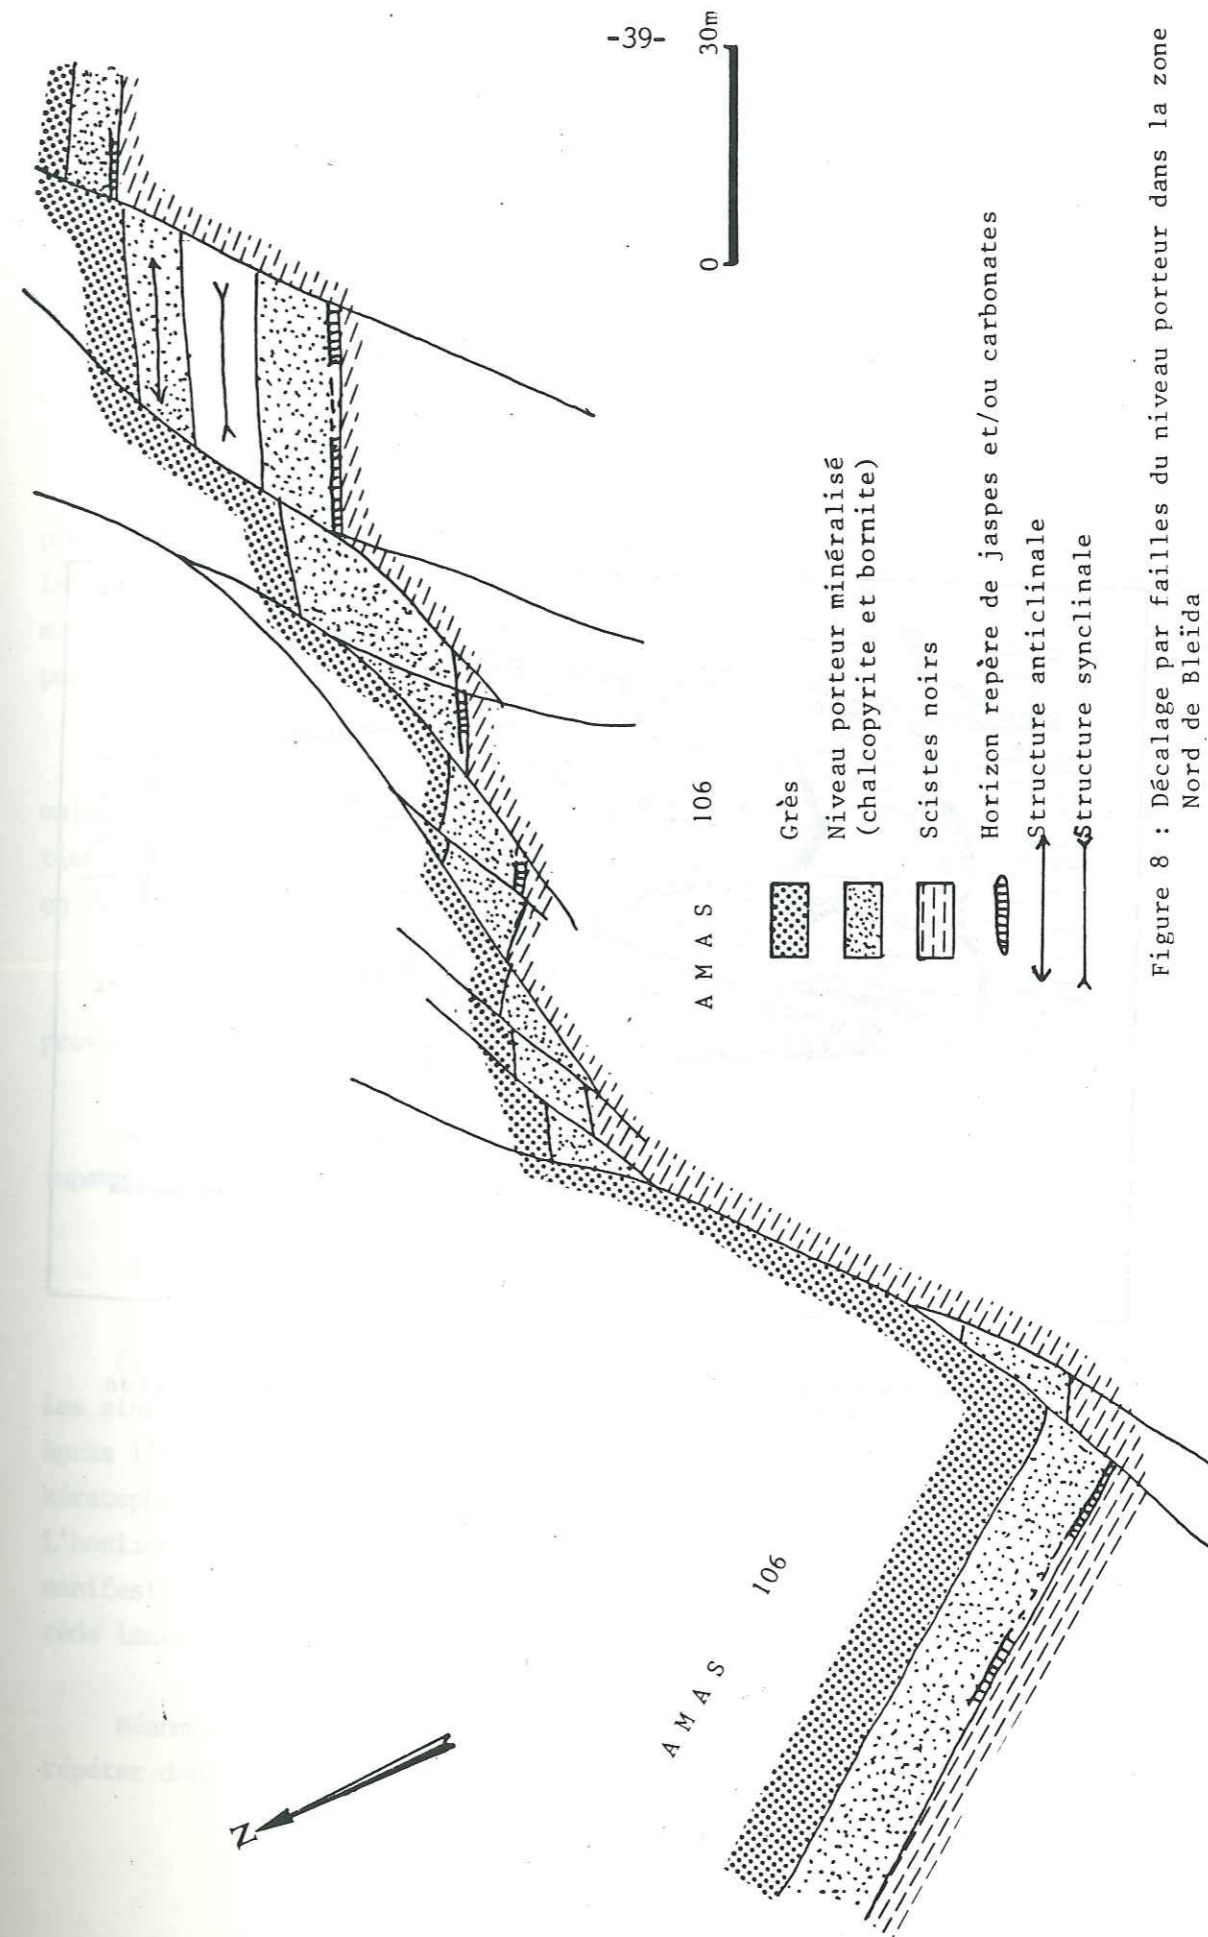 -39-
N
AMAS 106
AMAS 106
0 30m
Grès
Niveau porteur minéralisé
(chalcopyrite et bornite)
Scistes noirs
Horizon repère de jaspes et/ou carbonates
Structure anticlinale
Structure synclinale
Figure 8 : Décalage par failles du niveau porteur dans la zone
Nord de Bleïda